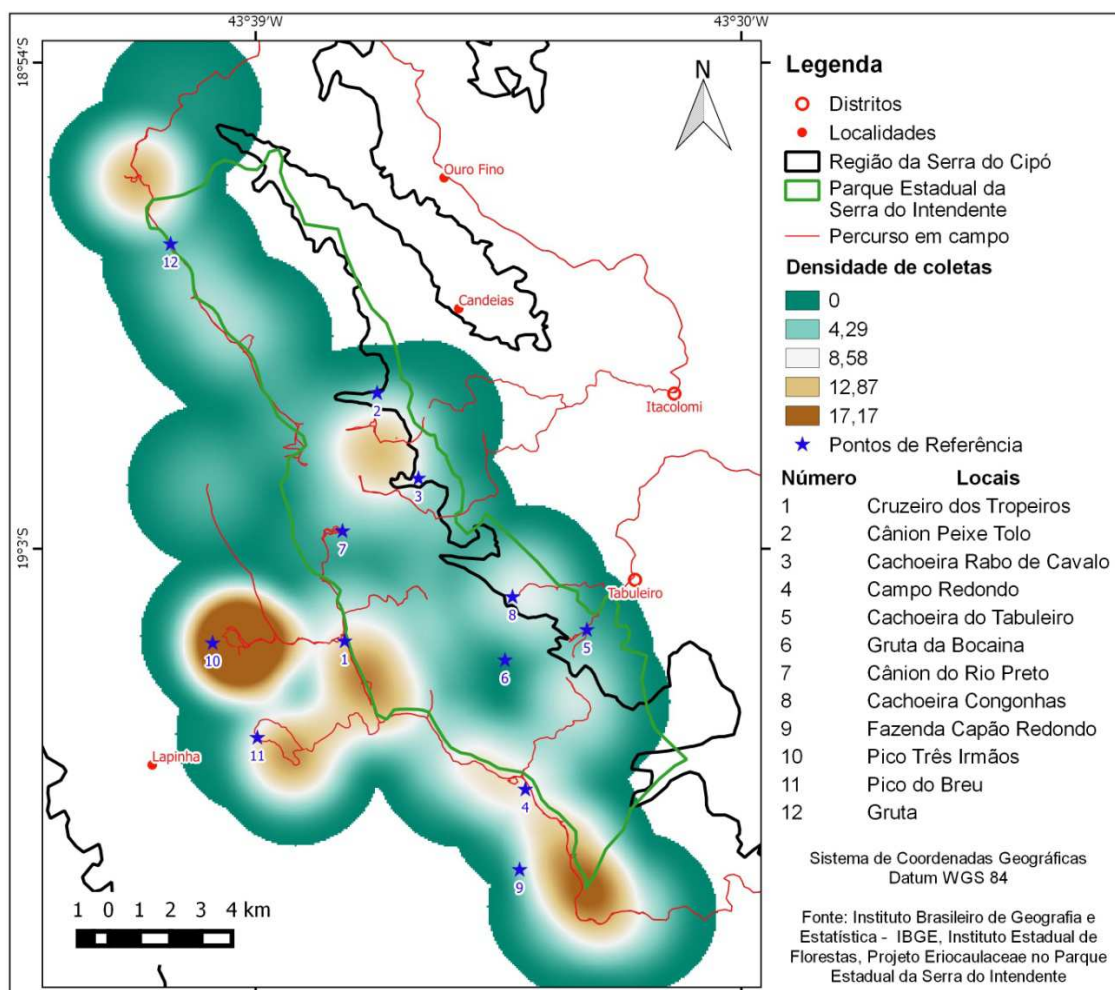 43°39'W
43°30'W
18°54'S
19°3'S
Ouro Fino
Candeias
Itacolomi
Tabuleiro
Lapinha
12
2
3
7
8
5
10
1
6
11
4
9
N
1 0 1 2 3 4 km
Legenda
Distritos
Localidades
Região da Serra do Cipó
Parque Estadual da
Serra do Intendente
Percurso em campo
Densidade de coletas
0
4,29
8,58
12,87
17,17
Pontos de Referência
Número Locais
1 Cruzeiro dos Tropeiros
2 Cânion Peixe Tolo
3 Cachoeira Rabo de Cavalo
4 Campo Redondo
5 Cachoeira do Tabuleiro
6 Gruta da Bocaina
7 Cânion do Rio Preto
8 Cachoeira Congonhas
9 Fazenda Capão Redondo
10 Pico Três Irmãos
11 Pico do Breu
12 Gruta
Sistema de Coordenadas Geográficas
Datum WGS 84
Fonte: Instituto Brasileiro de Geografia e
Estatística - IBGE, Instituto Estadual de
Florestas, Projeto Eriocaulaceae no Parque
Estadual da Serra do Intendente